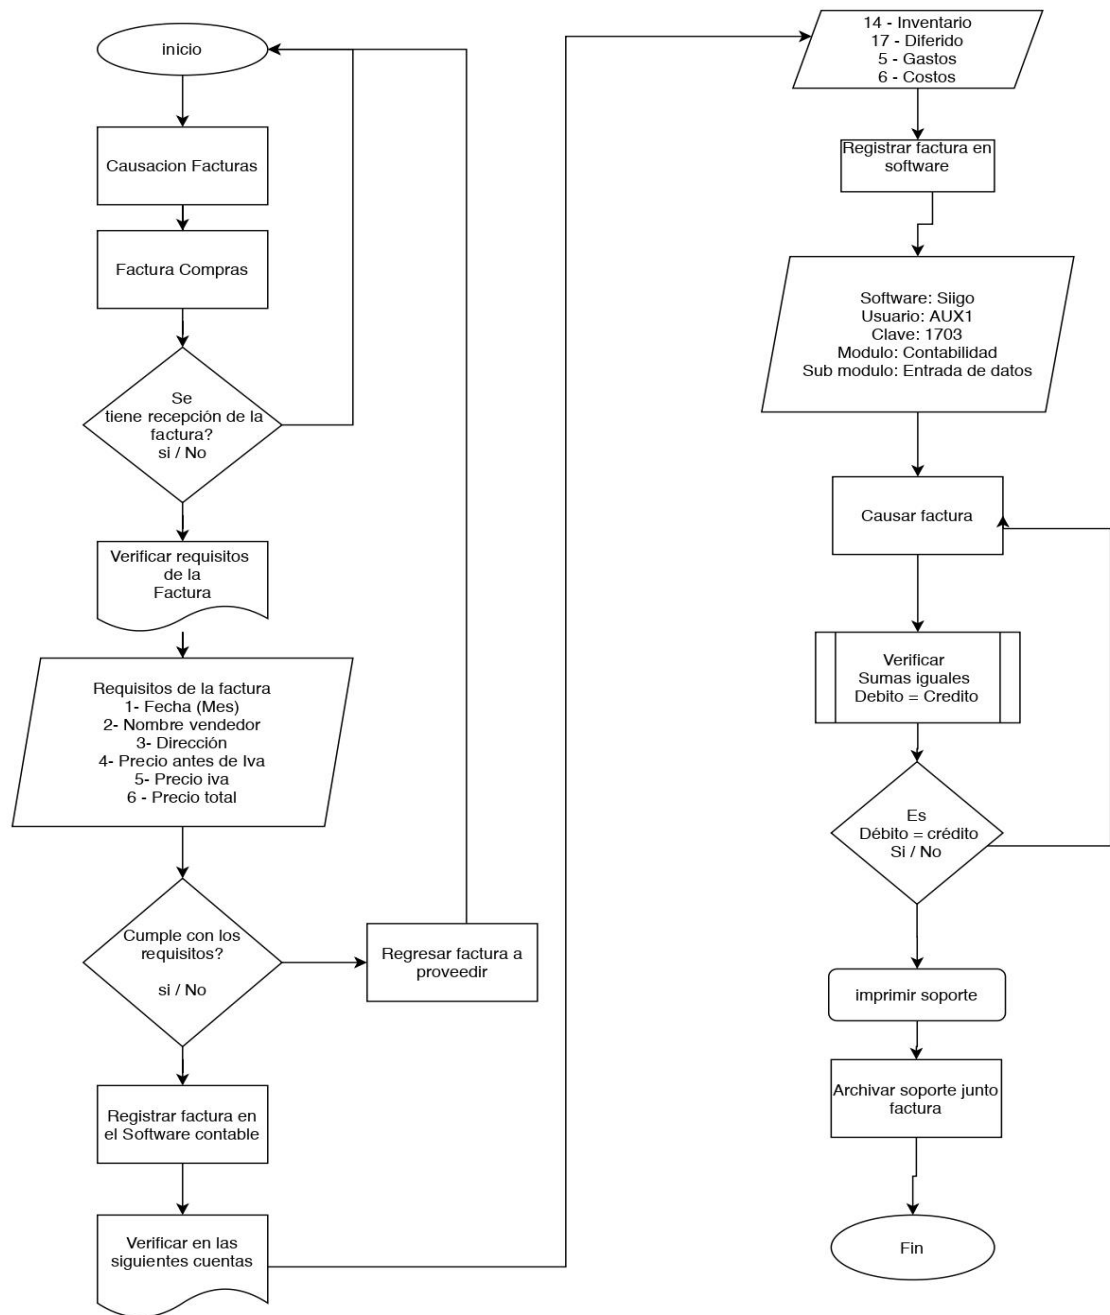 inicio
Causacion Facturas
Factura Compras
Se
tiene recepción de la
factura?
si / No
Verificar requisitos
de la
Factura
Requisitos de la factura
1- Fecha (Mes)
2- Nombre vendedor
3- Dirección
4- Precio antes de Iva
5- Precio iva
6 - Precio total
Cumple con los
requisitos?
si / No
Regresar factura a
proveedir
Registrar factura en
el Software contable
Verificar en las
siguientes cuentas
14 - Inventario
17 - Diferido
5 - Gastos
6 - Costos
Registrar factura en
software
Software: Siigo
Usuario: AUX1
Clave: 1703
Modulo: Contabilidad
Sub modulo: Entrada de datos
Causar factura
Verificar
Sumas iguales
Debito = Credito
Es
Débito = crédito
Si / No
imprimir soporte
Archivar soporte junto
factura
Fin